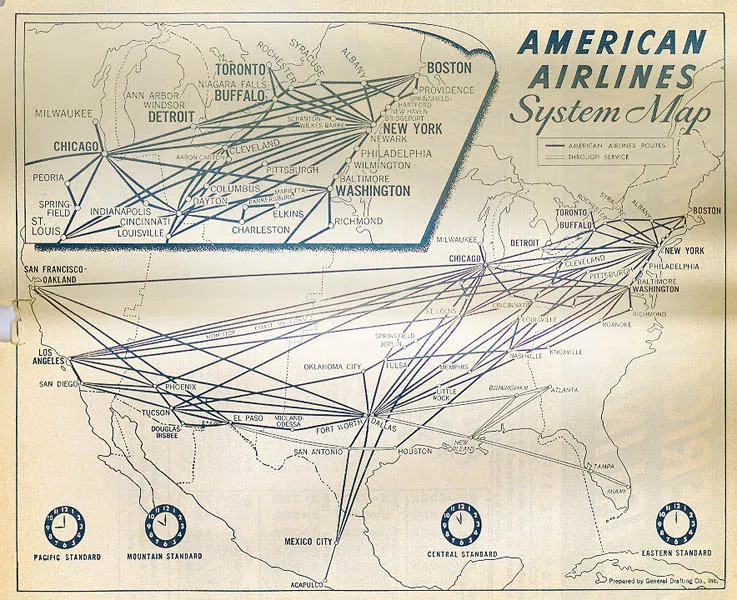 AMERICAN
AIRLINES
System Map
AMERICAN AIRLINES ROUTES
THROUGH SERVICE
TORONTO
ROCHESTER
SYRACUSE
ALBANY
BOSTON
NIAGARA FALLS
BUFFALO
PROVIDENCE
SPRINGFIELD-
HARTFORD
NEW HAVEN
BRIDGEPORT
ANN ARBOR
WINDSOR
DETROIT
MILWAUKEE
SCRANTON-
WILKES BARRE
NEW YORK
NEWARK
CHICAGO
AKRON CANTON
CLEVELAND
PHILADELPHIA
WILMINGTON
PITTSBURGH
BALTIMORE
WASHINGTON
PEORIA
COLUMBUS
MARIETTA
PARKERSBURG
DAYTON
SPRING-
FIELD
INDIANAPOLIS
CINCINNATI
ELKINS
ST.
LOUIS
LOUISVILLE
CHARLESTON
RICHMOND
TORONTO
ROCHESTER
SYRACUSE
ALBANY
BOSTON
BUFFALO
MILWAUKEE
DETROIT
NEW YORK
CHICAGO
CLEVELAND
PITTSBURGH
PHILADELPHIA
BALTIMORE
WASHINGTON
SAN FRANCISCO-
OAKLAND
CINCINNATI
ST. LOUIS
LOUISVILLE
RICHMOND
ROANOKE
NON-STOP
COAST TO COAST
SPRINGFIELD
JOPLIN
LOS
ANGELES
NASHVILLE
KNOXVILLE
OKLAHOMA CITY
TULSA
MEMPHIS
SAN DIEGO
PHOENIX
LITTLE
ROCK
BIRMINGHAM
ATLANTA
TUCSON
EL PASO
MIDLAND-
ODESSA
FORT WORTH
DALLAS
DOUGLAS-
BISBEE
NEW
ORLEANS
SAN ANTONIO
HOUSTON
TAMPA
MIAMI
MEXICO CITY
ACAPULCO
PACIFIC STANDARD
MOUNTAIN STANDARD
CENTRAL STANDARD
EASTERN STANDARD
Prepared by General Drafting Co., Inc.